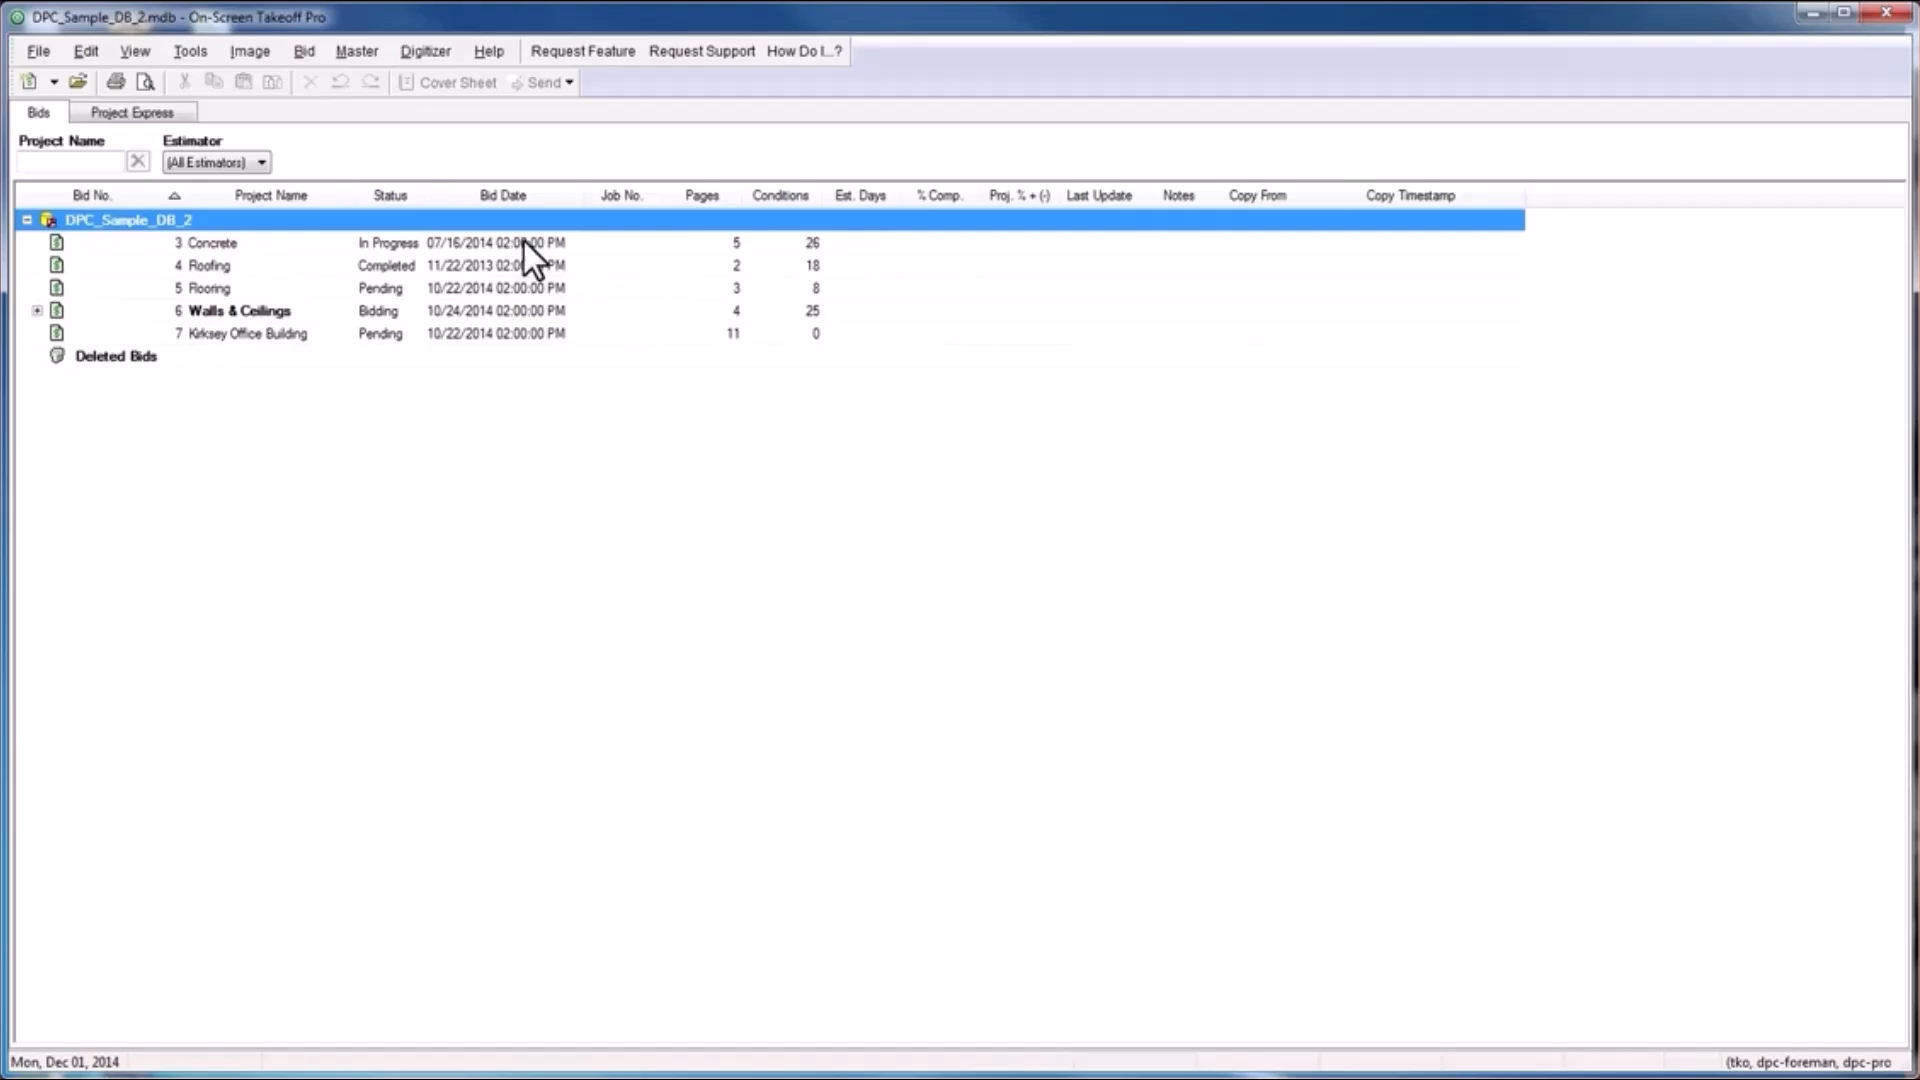 DPC_Sample_DB_2.mdb - On-Screen Takeoff Pro
File Edit View Tools Image Bid Master Digitizer Help Request Feature Request Support How Do I...?
Cover Sheet Send
Bids Project Express
Project Name Estimator
(All Estimators)
Bid No. Project Name Status Bid Date Job No. Pages Conditions Est. Days % Comp. Proj. % + (-) Last Update Notes Copy From Copy Timestamp
DPC_Sample_DB_2
3 Concrete In Progress 07/16/2014 02:00:00 PM 5 26
4 Roofing Completed 11/22/2013 PM 2 18
5 Flooring Pending 10/22/2014 02:00:00 PM 3 8
6 Walls & Ceilings Bidding 10/24/2014 02:00:00 PM 4 25
7 Kirksey Office Building Pending 10/22/2014 02:00:00 PM 11 0
Deleted Bids
Mon, Dec 01, 2014 (tko, dpc-foreman, dpc-pro